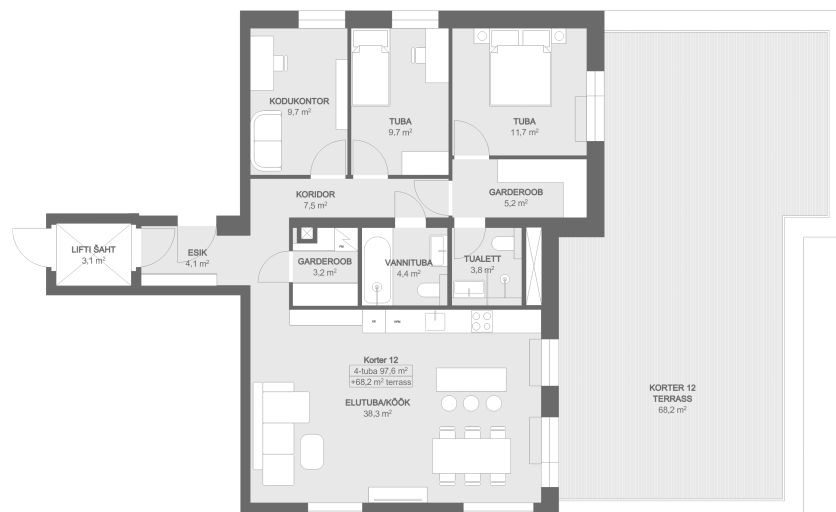 KODUKONTOR
9,7 m²
TUBA
9,7 m²
TUBA
11,7 m²
KORIDOR
7,5 m²
GARDEROOB
5,2 m²
LIFTI ŠAHT
3,1 m²
ESIK
4,1 m²
GARDEROOB
3,2 m²
VANNITUBA
4,4 m²
TUALETT
3,8 m²
Korter 12
4-tuba 97,6 m²
+68,2 m² terrass
ELUTUBA/KÖÖK
38,3 m²
KORTER 12
TERRASS
68,2 m²